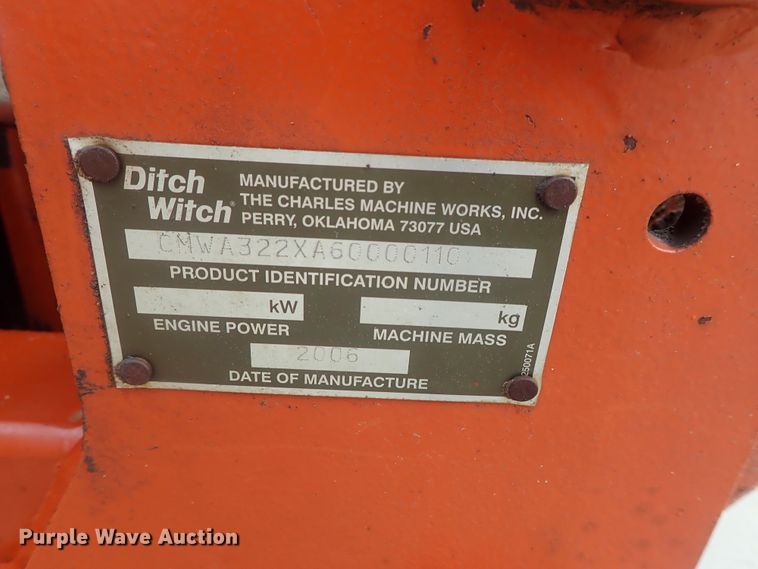 Ditch
Witch®
MANUFACTURED BY
THE CHARLES MACHINE WORKS, INC.
PERRY, OKLAHOMA 73077 USA
CMWA322XA60000110
PRODUCT IDENTIFICATION NUMBER
kW
ENGINE POWER
kg
MACHINE MASS
2006
DATE OF MANUFACTURE
250071A
Purple Wave Auction